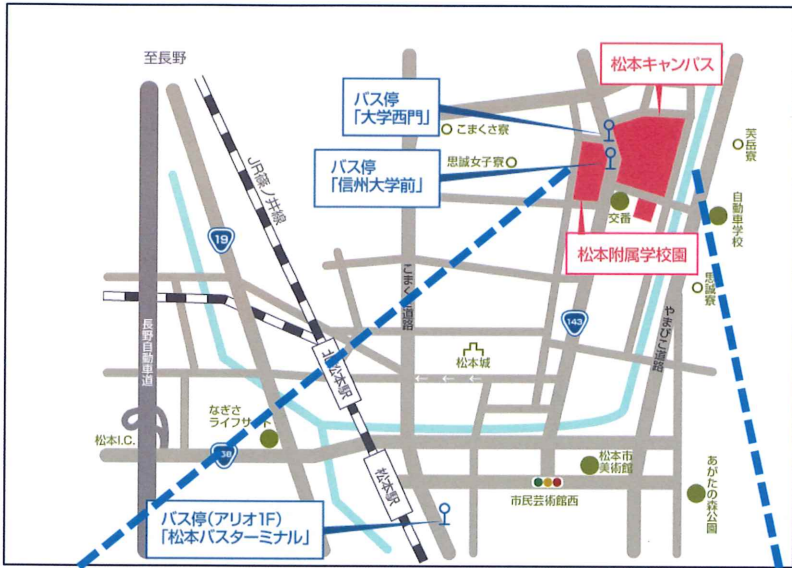 至長野
松本キャンパス
バス停
「大学西門」
こまくさ寮
バス停
「信州大学前」
思誠女子寮
交番
自動車学校
松本附属学校園
JR篠ノ井線
19
こまくさ道路
思誠寮
143
やまびこ道路
長野自動車道
北松本駅
松本城
なぎさ
ライフサイト
松本I.C.
松本駅
松本市
美術館
市民芸術館西
あがたの森公園
バス停(アリオ1F)
「松本バスターミナル」